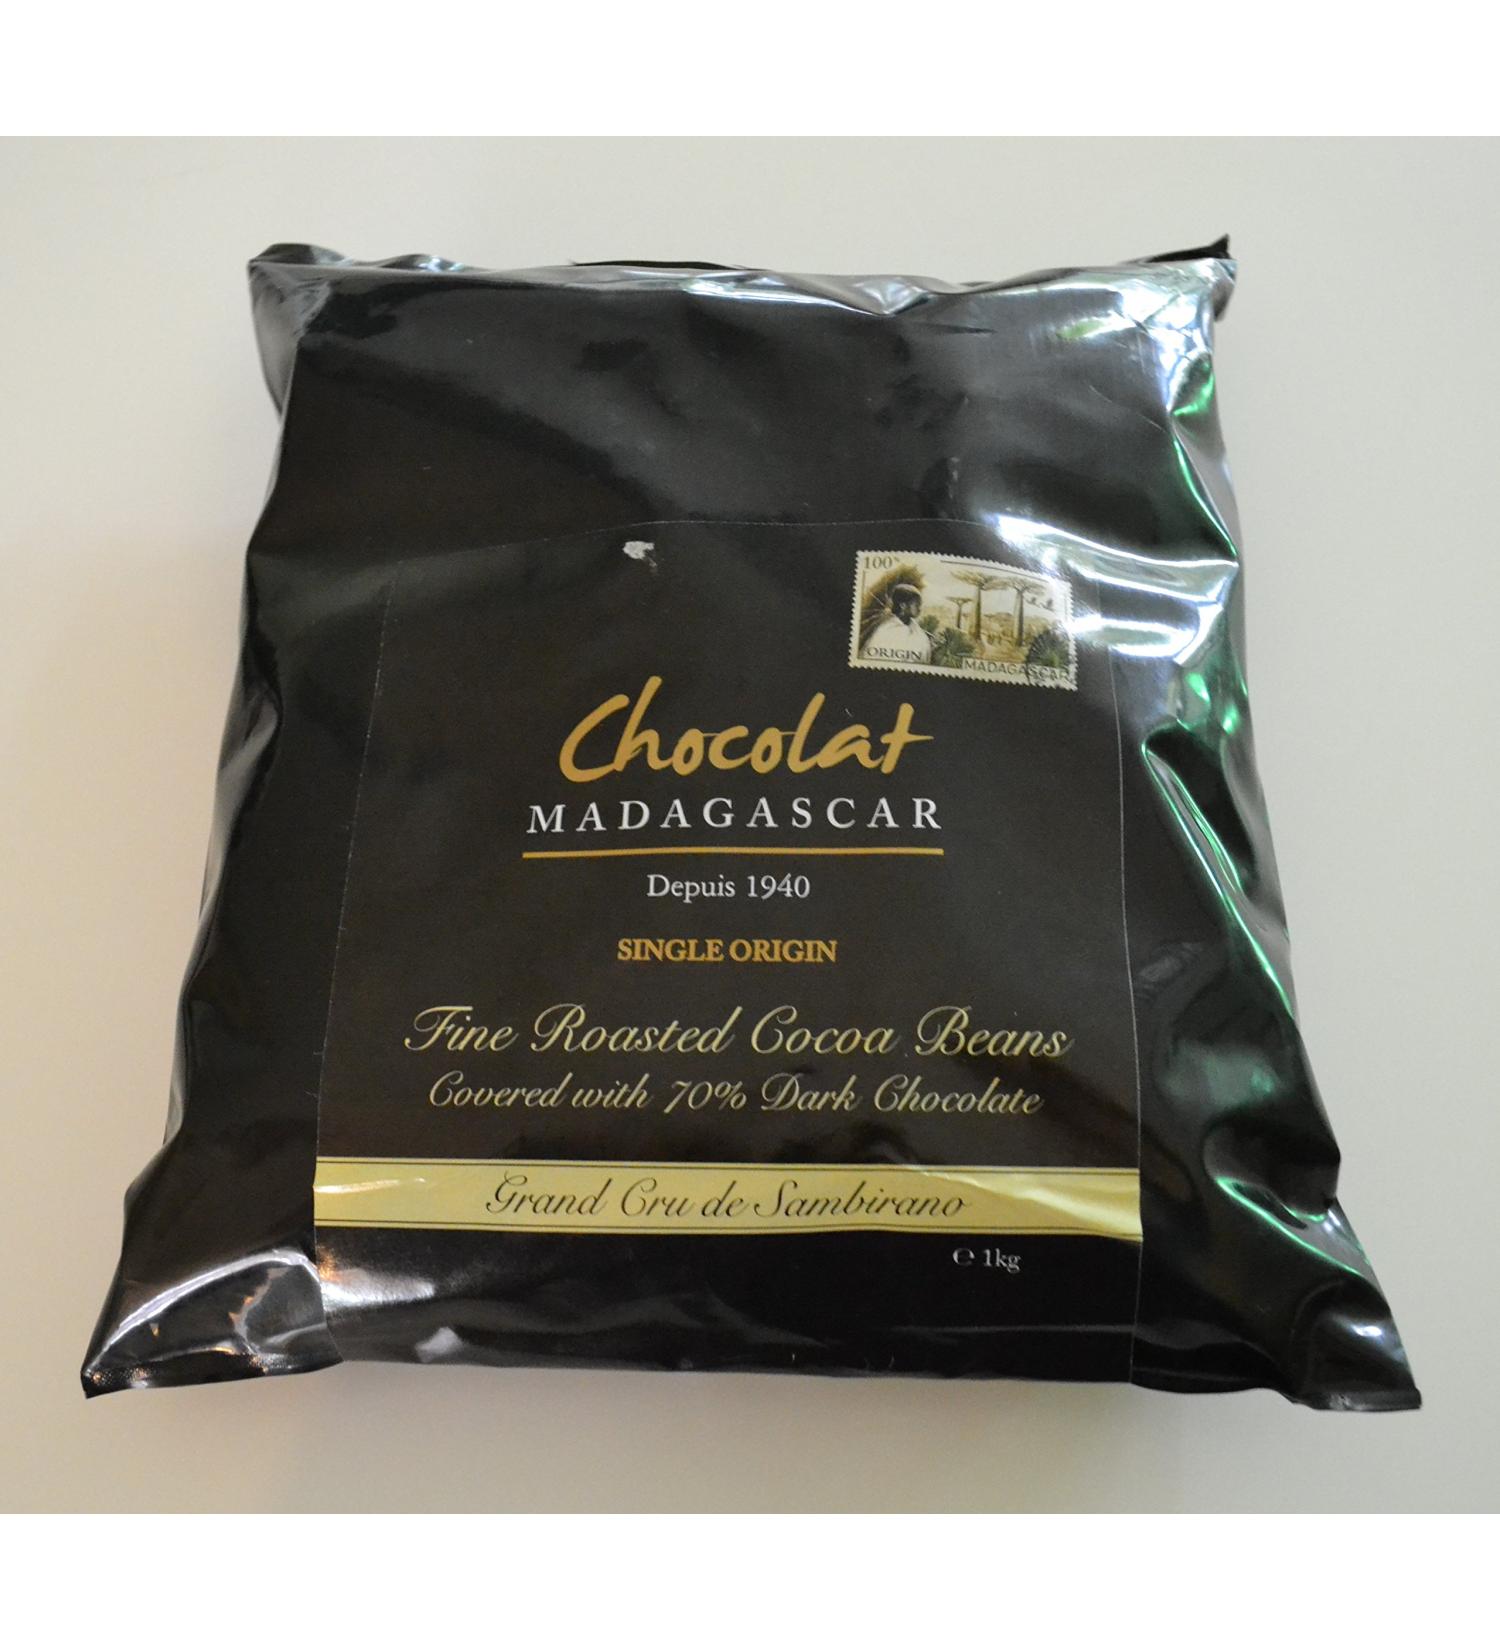 100%
ORIGIN
MADAGASCAR
Chocolat
MADAGASCAR
Depuis 1940
SINGLE ORIGIN
Fine Roasted Cocoa Beans
Covered with 70% Dark Chocolate
Grand Cru de Sambirano
℮ 1kg